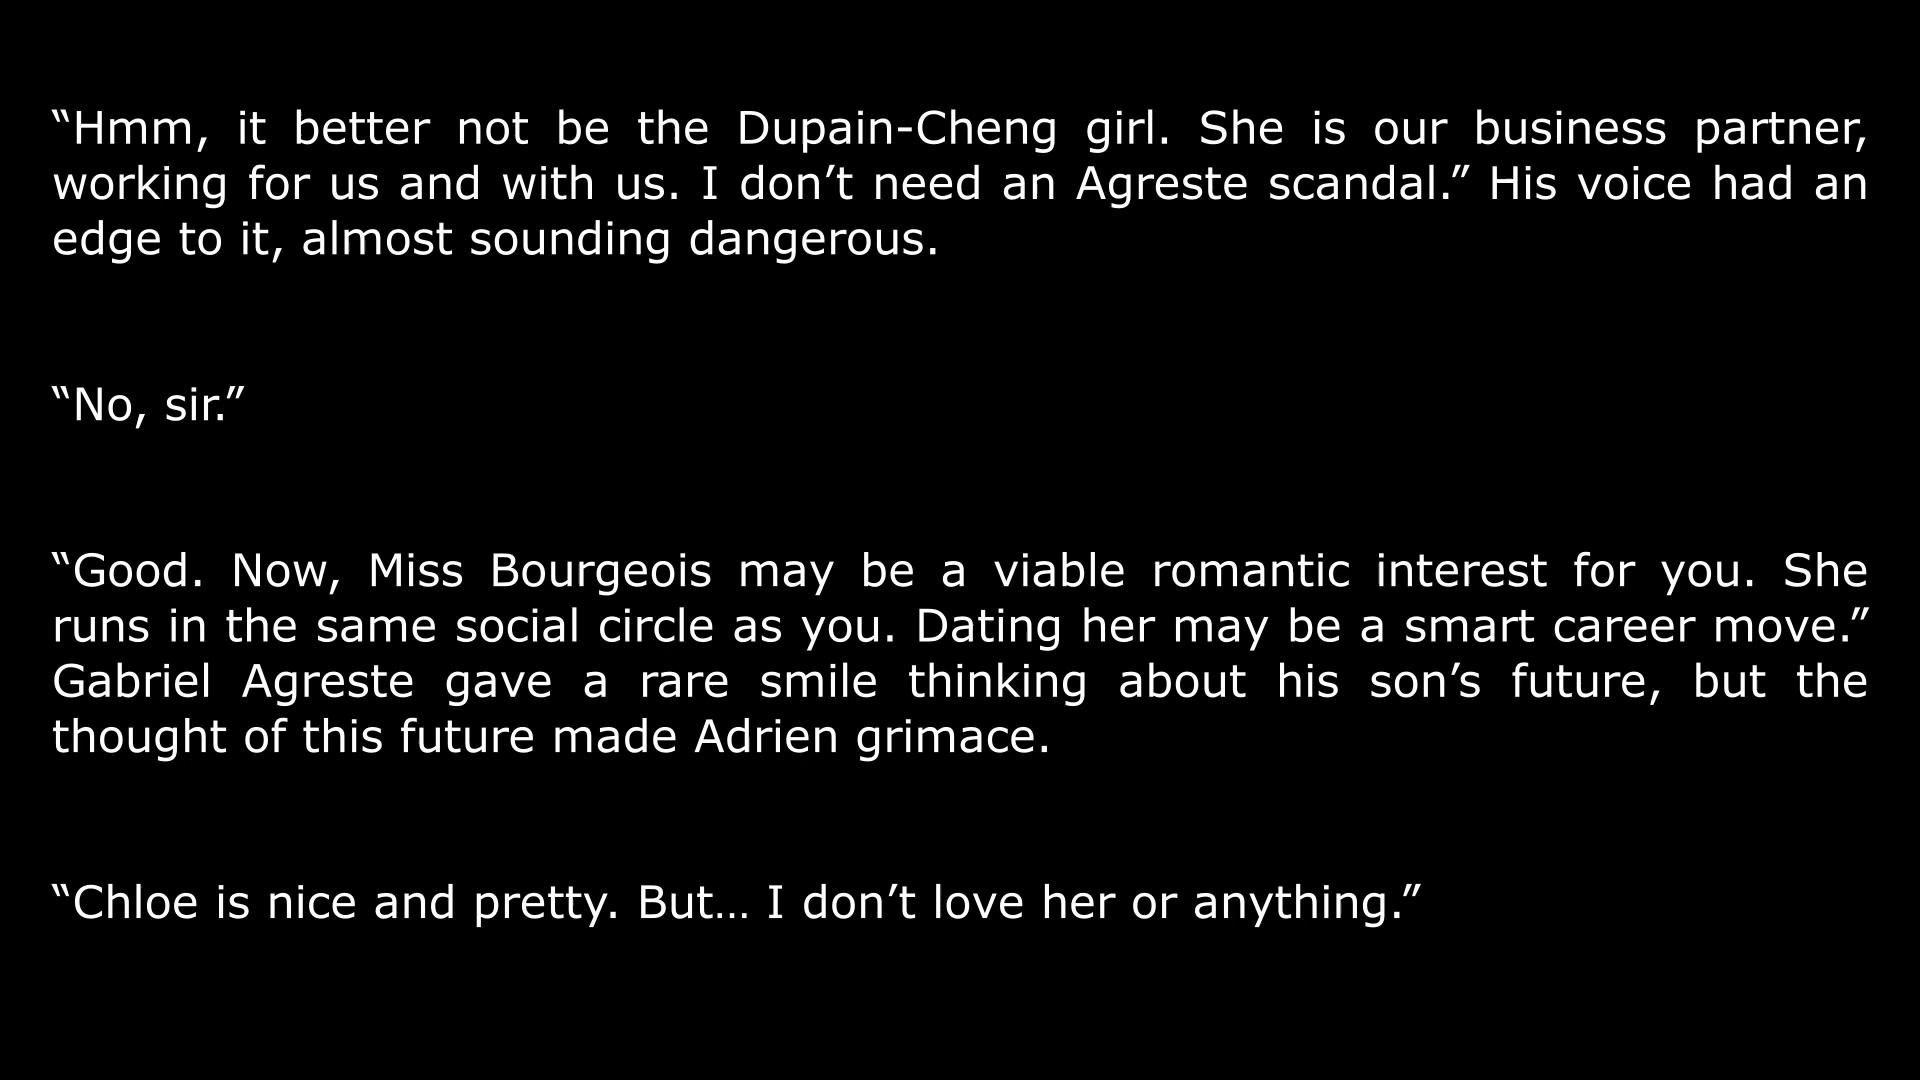 “Hmm, it better not be the Dupain-Cheng girl. She is our business partner,
working for us and with us. I don’t need an Agreste scandal.” His voice had an
edge to it, almost sounding dangerous.
“No, sir.”
“Good. Now, Miss Bourgeois may be a viable romantic interest for you. She
runs in the same social circle as you. Dating her may be a smart career move.”
Gabriel Agreste gave a rare smile thinking about his son’s future, but the
thought of this future made Adrien grimace.
“Chloe is nice and pretty. But… I don’t love her or anything.”